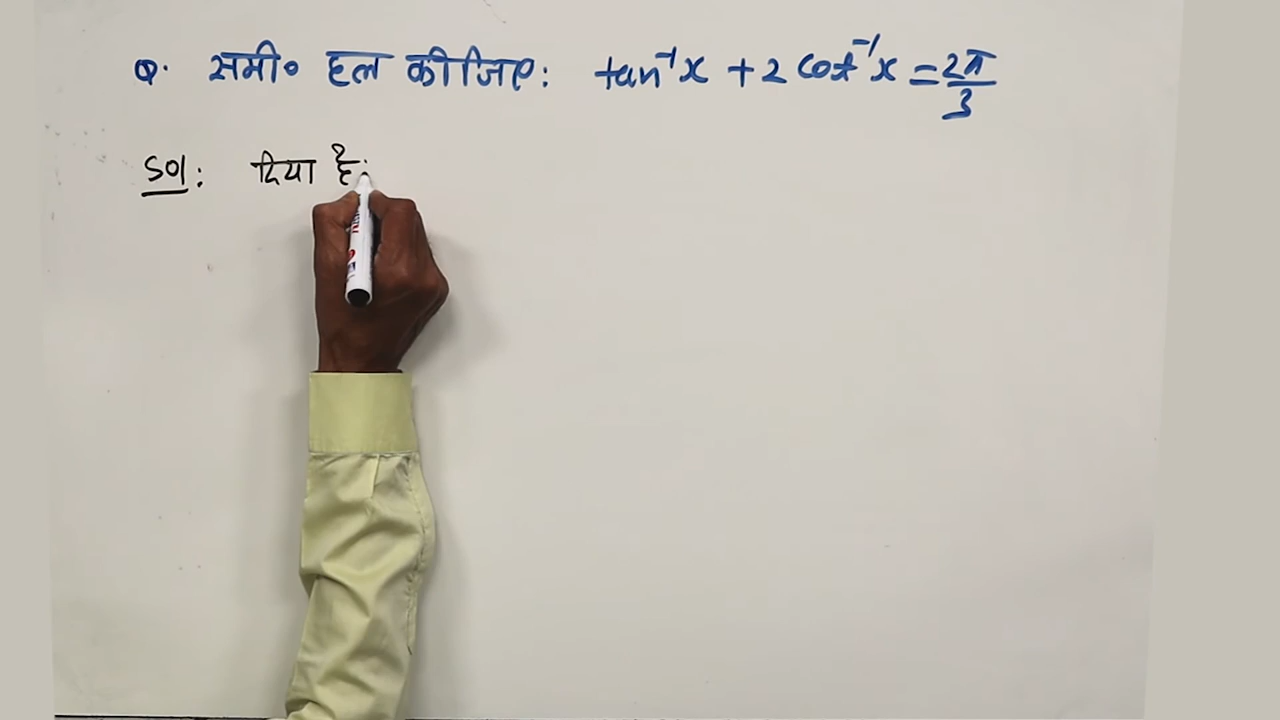 Q. समी० हल कीजिए: tan⁻¹x + 2 cot⁻¹x = 2π/3
Sol: दिया है: